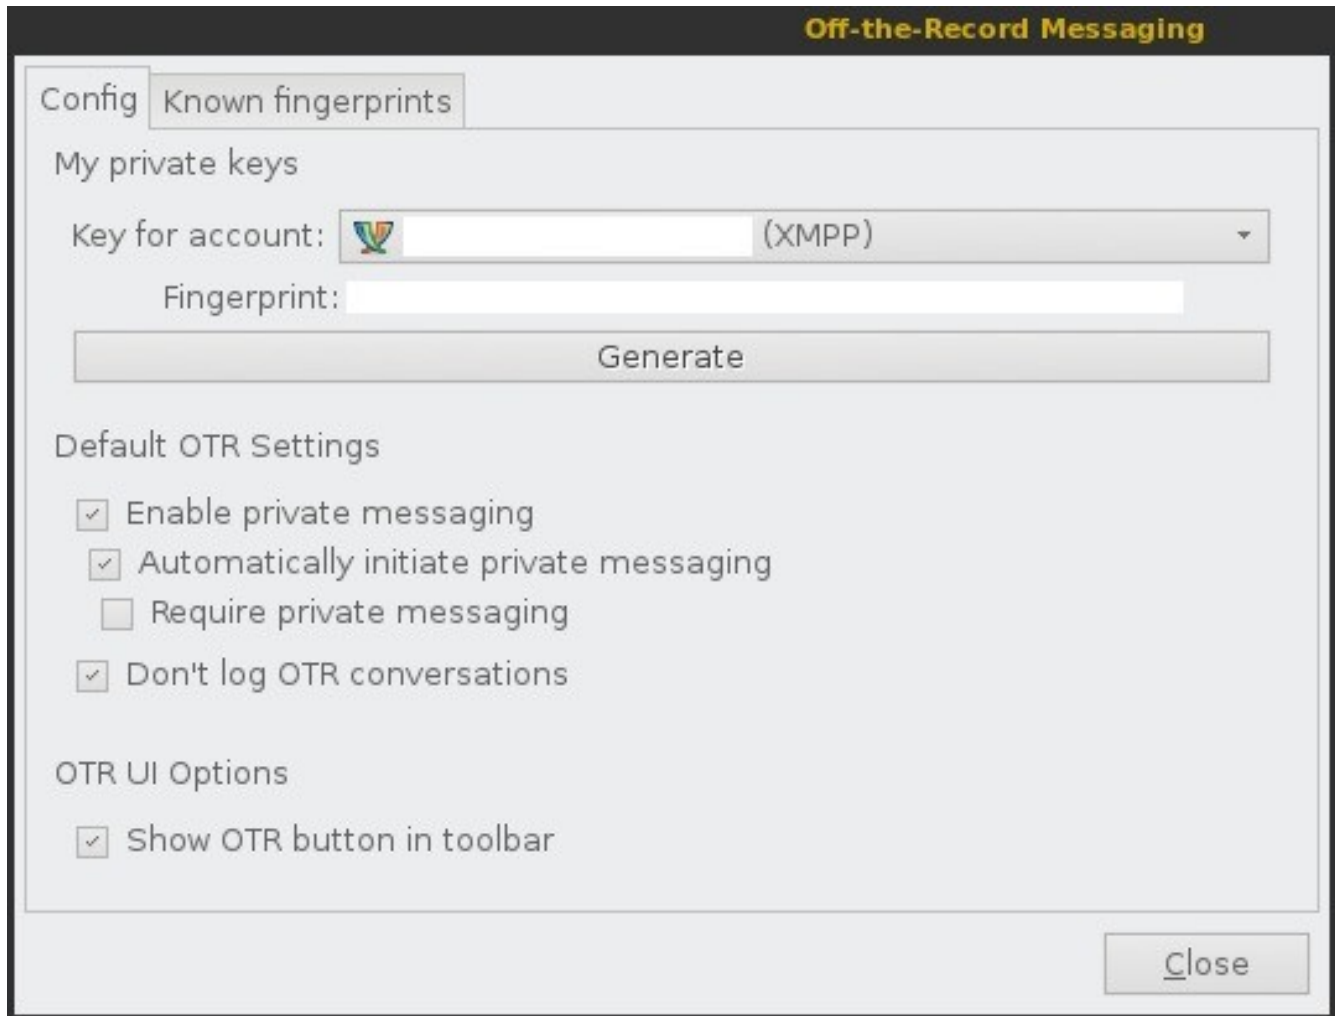 Off-the-Record Messaging
Config Known fingerprints
My private keys
Key for account: (XMPP)
Fingerprint:
Generate
Default OTR Settings
Enable private messaging
Automatically initiate private messaging
Require private messaging
Don't log OTR conversations
OTR UI Options
Show OTR button in toolbar
Close